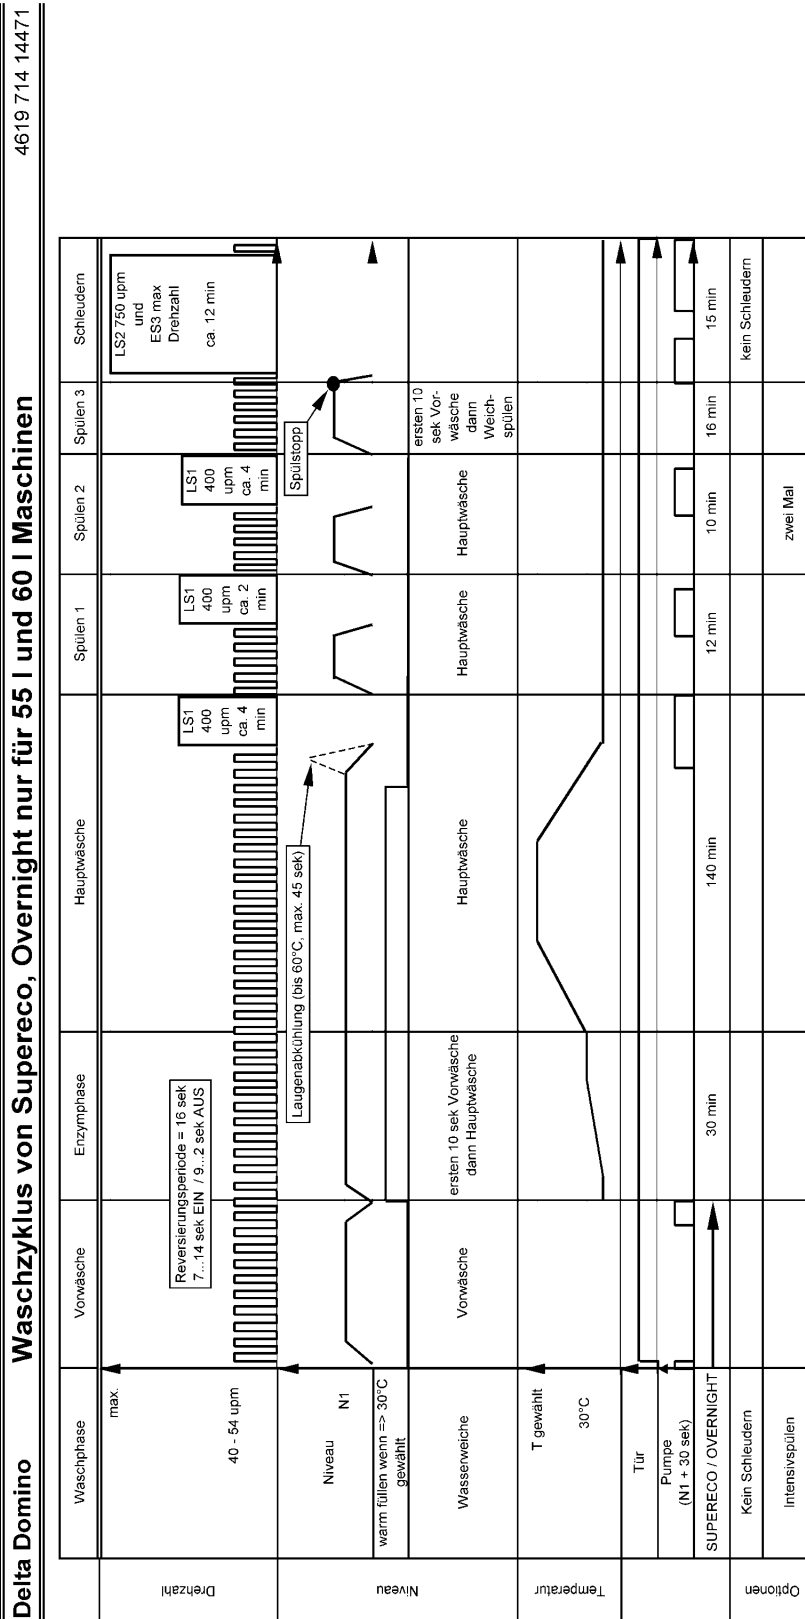 Delta Domino Waschzyklus von Supereco, Overnight nur für 55 l und 60 l Maschinen 4619 714 14471
Waschphase
Vorwäsche
Enzymphase
Hauptwäsche
Spülen 1
Spülen 2
Spülen 3
Schleudern
Drehzahl
max.
40 - 54 upm
Reversierungsperiode = 16 sek
7...14 sek EIN / 9...2 sek AUS
LS1
400
upm
ca. 4
min
LS1
400
upm
ca. 2
min
LS1
400
upm
ca. 4
min
LS2 750 upm
und
ES3 max
Drehzahl
ca. 12 min
Niveau
Niveau
N1
Laugenabkühlung (bis 60°C, max. 45 sek)
Spülstopp
warm füllen wenn => 30°C
gewählt
Wasserweiche
Vorwäsche
ersten 10 sek Vorwäsche
dann Hauptwäsche
Hauptwäsche
Hauptwäsche
Hauptwäsche
ersten 10
sek Vor-
wäsche
dann
Weich-
spülen
Temperatur
T gewählt
30°C
Tür
Pumpe
(N1 + 30 sek)
SUPERECO / OVERNIGHT
30 min
140 min
12 min
10 min
16 min
15 min
Optionen
Kein Schleudern
kein Schleudern
Intensivspülen
zwei Mal